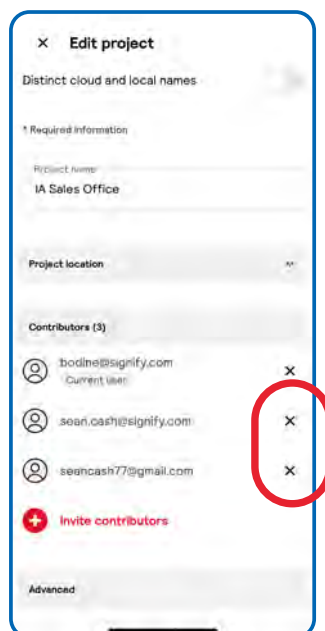 × Edit project
Distinct cloud and local names
* Required information
Project name
IA Sales Office
Project location
Contributors (3)
bodine@signify.com
Current user
sean.cash@signify.com
seancash77@gmail.com
Invite contributors
Advanced